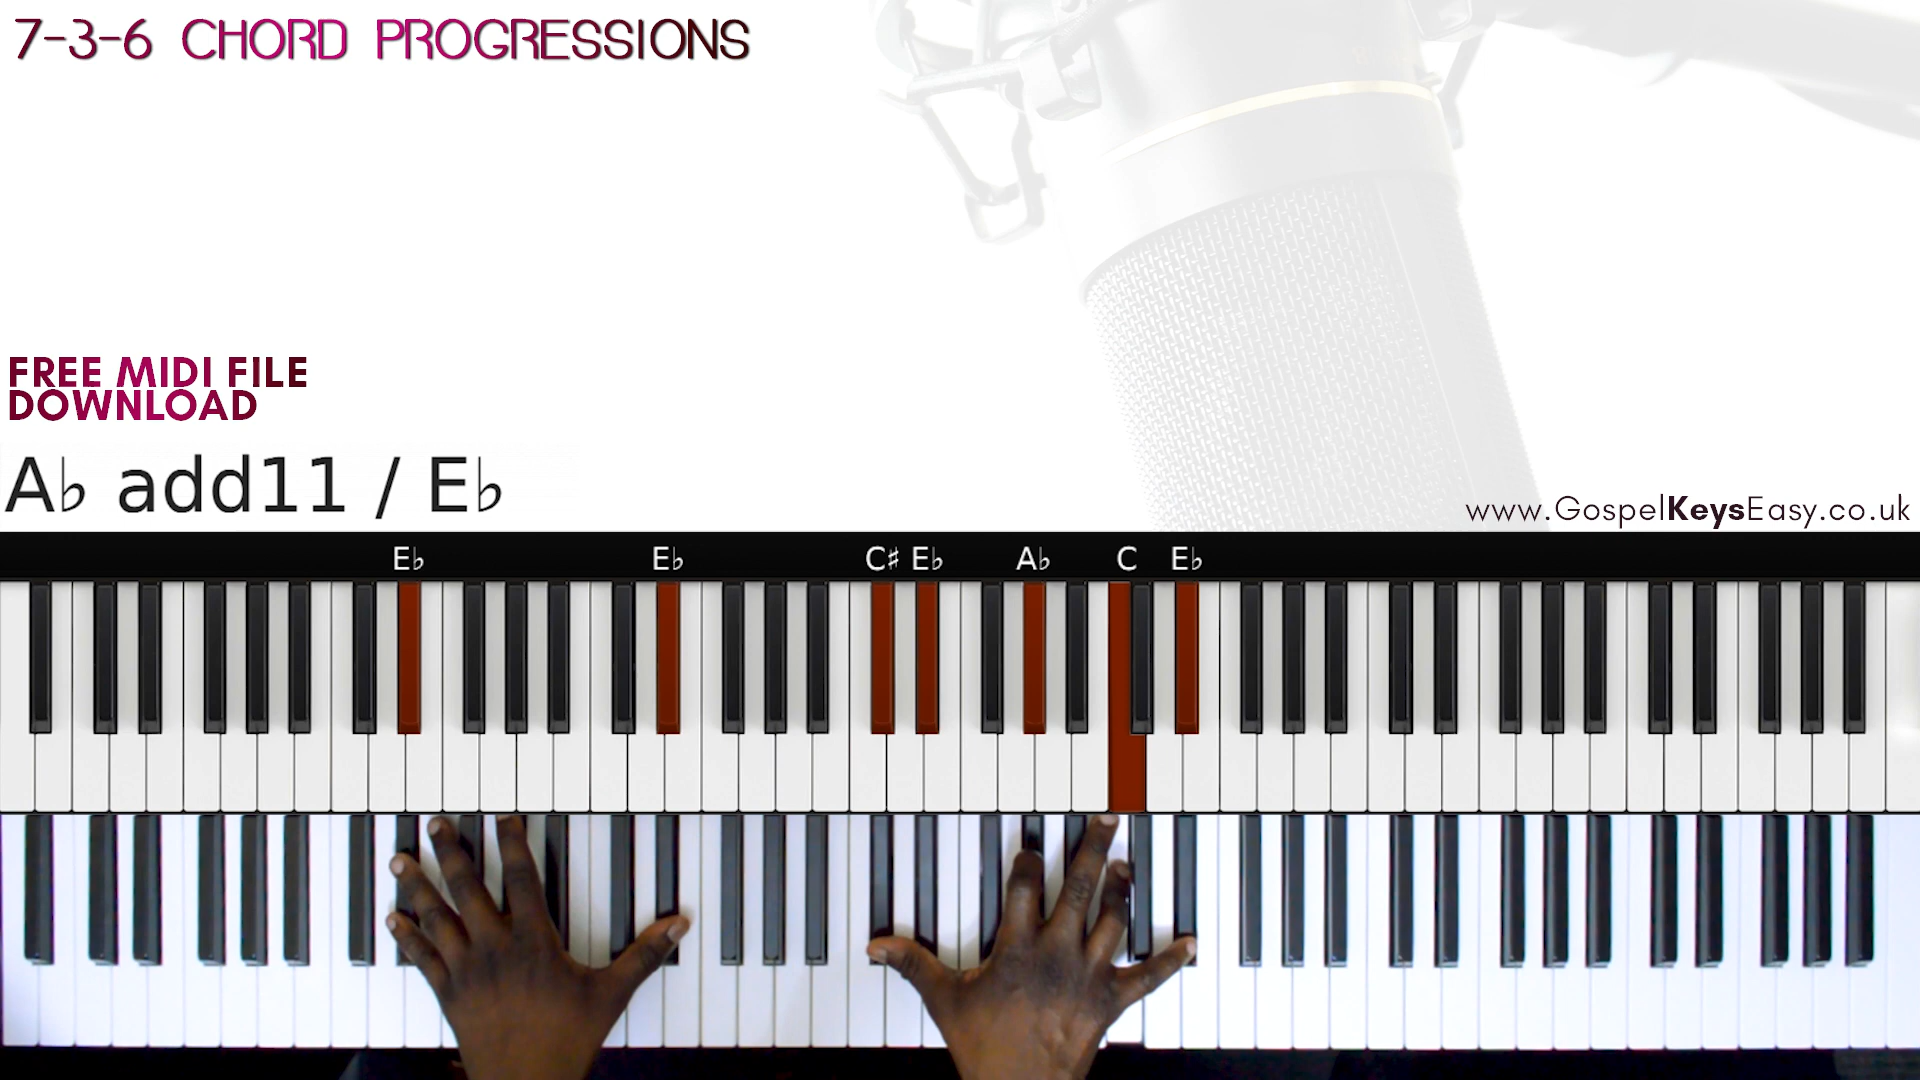 7-3-6 CHORD PROGRESSIONS
FREE MIDI FILE
DOWNLOAD
A♭ add11 / E♭
www.GospelKeysEasy.co.uk
E♭ E♭ C♯ E♭ A♭ C E♭